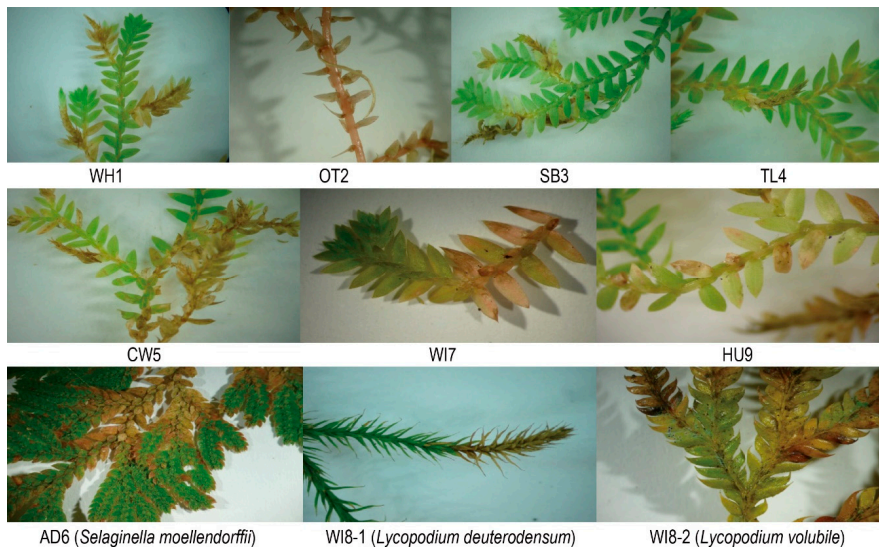 WH1 OT2 SB3 TL4
CW5 WI7 HU9
AD6 (Selaginella moellendorffii) WI8-1 (Lycopodium deuterodensum) WI8-2 (Lycopodium volubile)